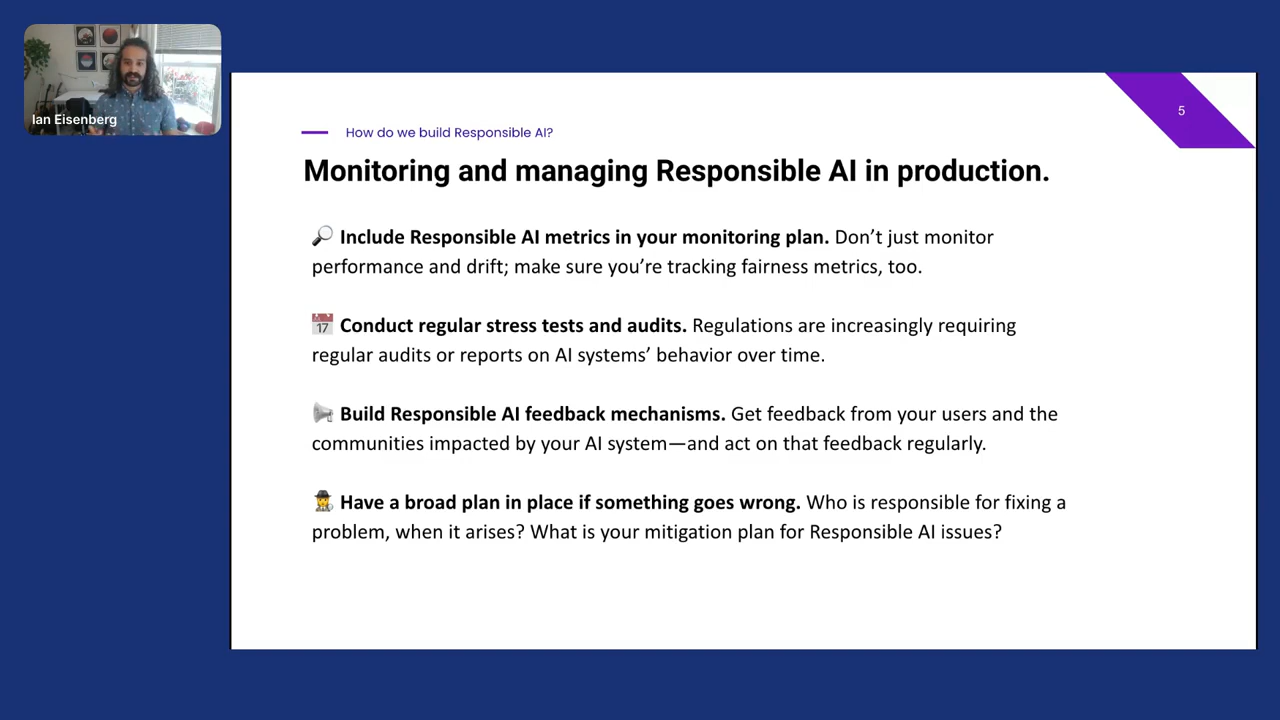 Ian Eisenberg
5
How do we build Responsible AI?
Monitoring and managing Responsible AI in production.
🔎 Include Responsible AI metrics in your monitoring plan. Don’t just monitor
performance and drift; make sure you’re tracking fairness metrics, too.
📅 Conduct regular stress tests and audits. Regulations are increasingly requiring
regular audits or reports on AI systems’ behavior over time.
📢 Build Responsible AI feedback mechanisms. Get feedback from your users and the
communities impacted by your AI system—and act on that feedback regularly.
🕵️ Have a broad plan in place if something goes wrong. Who is responsible for fixing a
problem, when it arises? What is your mitigation plan for Responsible AI issues?